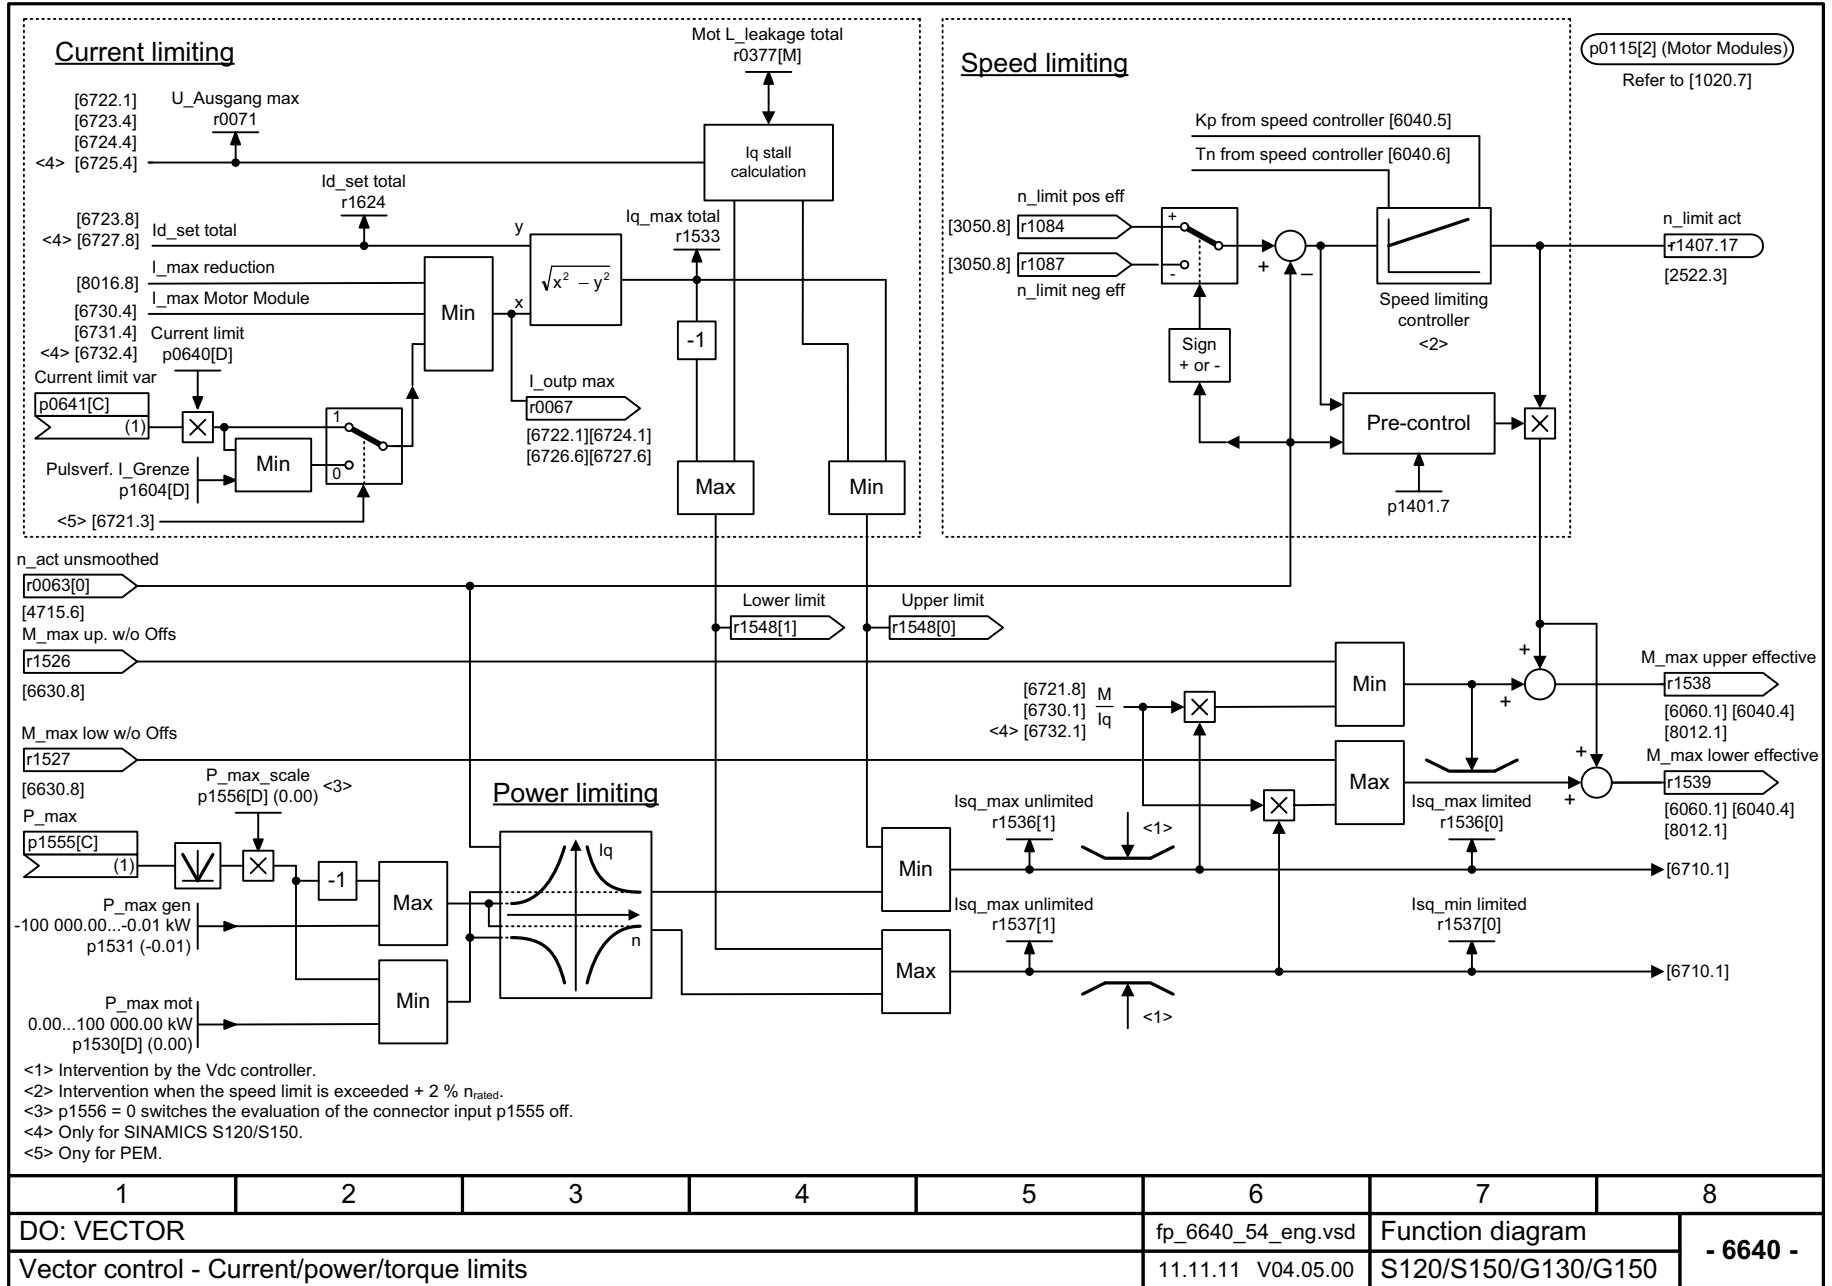 Current limiting
Mot L_leakage total
r0377[M]
[6722.1]
[6723.4]
[6724.4]
<4> [6725.4]
U_Ausgang max
r0071
Iq stall
calculation
Id_set total
r1624
[6723.8]
<4> [6727.8]
Id_set total
y
Iq_max total
r1533
I_max reduction
[8016.8]
I_max Motor Module
[6730.4]
[6731.4]
<4> [6732.4]
Min
x
√x² – y²
-1
Current limit
p0640[D]
Current limit var
p0641[C]
(1)
I_outp max
r0067
[6722.1][6724.1]
[6726.6][6727.6]
1
0
Min
Pulsverf. I_Grenze
p1604[D]
<5> [6721.3]
Max
Min
Speed limiting
p0115[2] (Motor Modules)
Refer to [1020.7]
Kp from speed controller [6040.5]
Tn from speed controller [6040.6]
n_limit pos eff
[3050.8] r1084
[3050.8] r1087
n_limit neg eff
+
-
+
–
n_limit act
r1407.17
[2522.3]
Speed limiting
controller
<2>
Sign
+ or -
Pre-control
p1401.7
n_act unsmoothed
r0063[0]
[4715.6]
M_max up. w/o Offs
r1526
[6630.8]
Lower limit
r1548[1]
Upper limit
r1548[0]
[6721.8]
[6730.1]
<4> [6732.1]
M
Iq
Min
+
+
M_max upper effective
r1538
[6060.1] [6040.4]
[8012.1]
M_max low w/o Offs
r1527
[6630.8]
Max
+
+
M_max lower effective
r1539
[6060.1] [6040.4]
[8012.1]
P_max_scale
p1556[D] (0.00) <3>
P_max
p1555[C]
(1)
-1
Power limiting
Iq
n
Max
P_max gen
-100 000.00...-0.01 kW
p1531 (-0.01)
Min
P_max mot
0.00...100 000.00 kW
p1530[D] (0.00)
Isq_max unlimited
r1536[1]
<1>
Isq_max limited
r1536[0]
Min
[6710.1]
Isq_max unlimited
r1537[1]
Isq_min limited
r1537[0]
Max
[6710.1]
<1>
<1> Intervention by the Vdc controller.
<2> Intervention when the speed limit is exceeded + 2 % nrated.
<3> p1556 = 0 switches the evaluation of the connector input p1555 off.
<4> Only for SINAMICS S120/S150.
<5> Ony for PEM.
1 2 3 4 5 6 7 8
DO: VECTOR
fp_6640_54_eng.vsd
Function diagram
- 6640 -
Vector control - Current/power/torque limits
11.11.11 V04.05.00
S120/S150/G130/G150